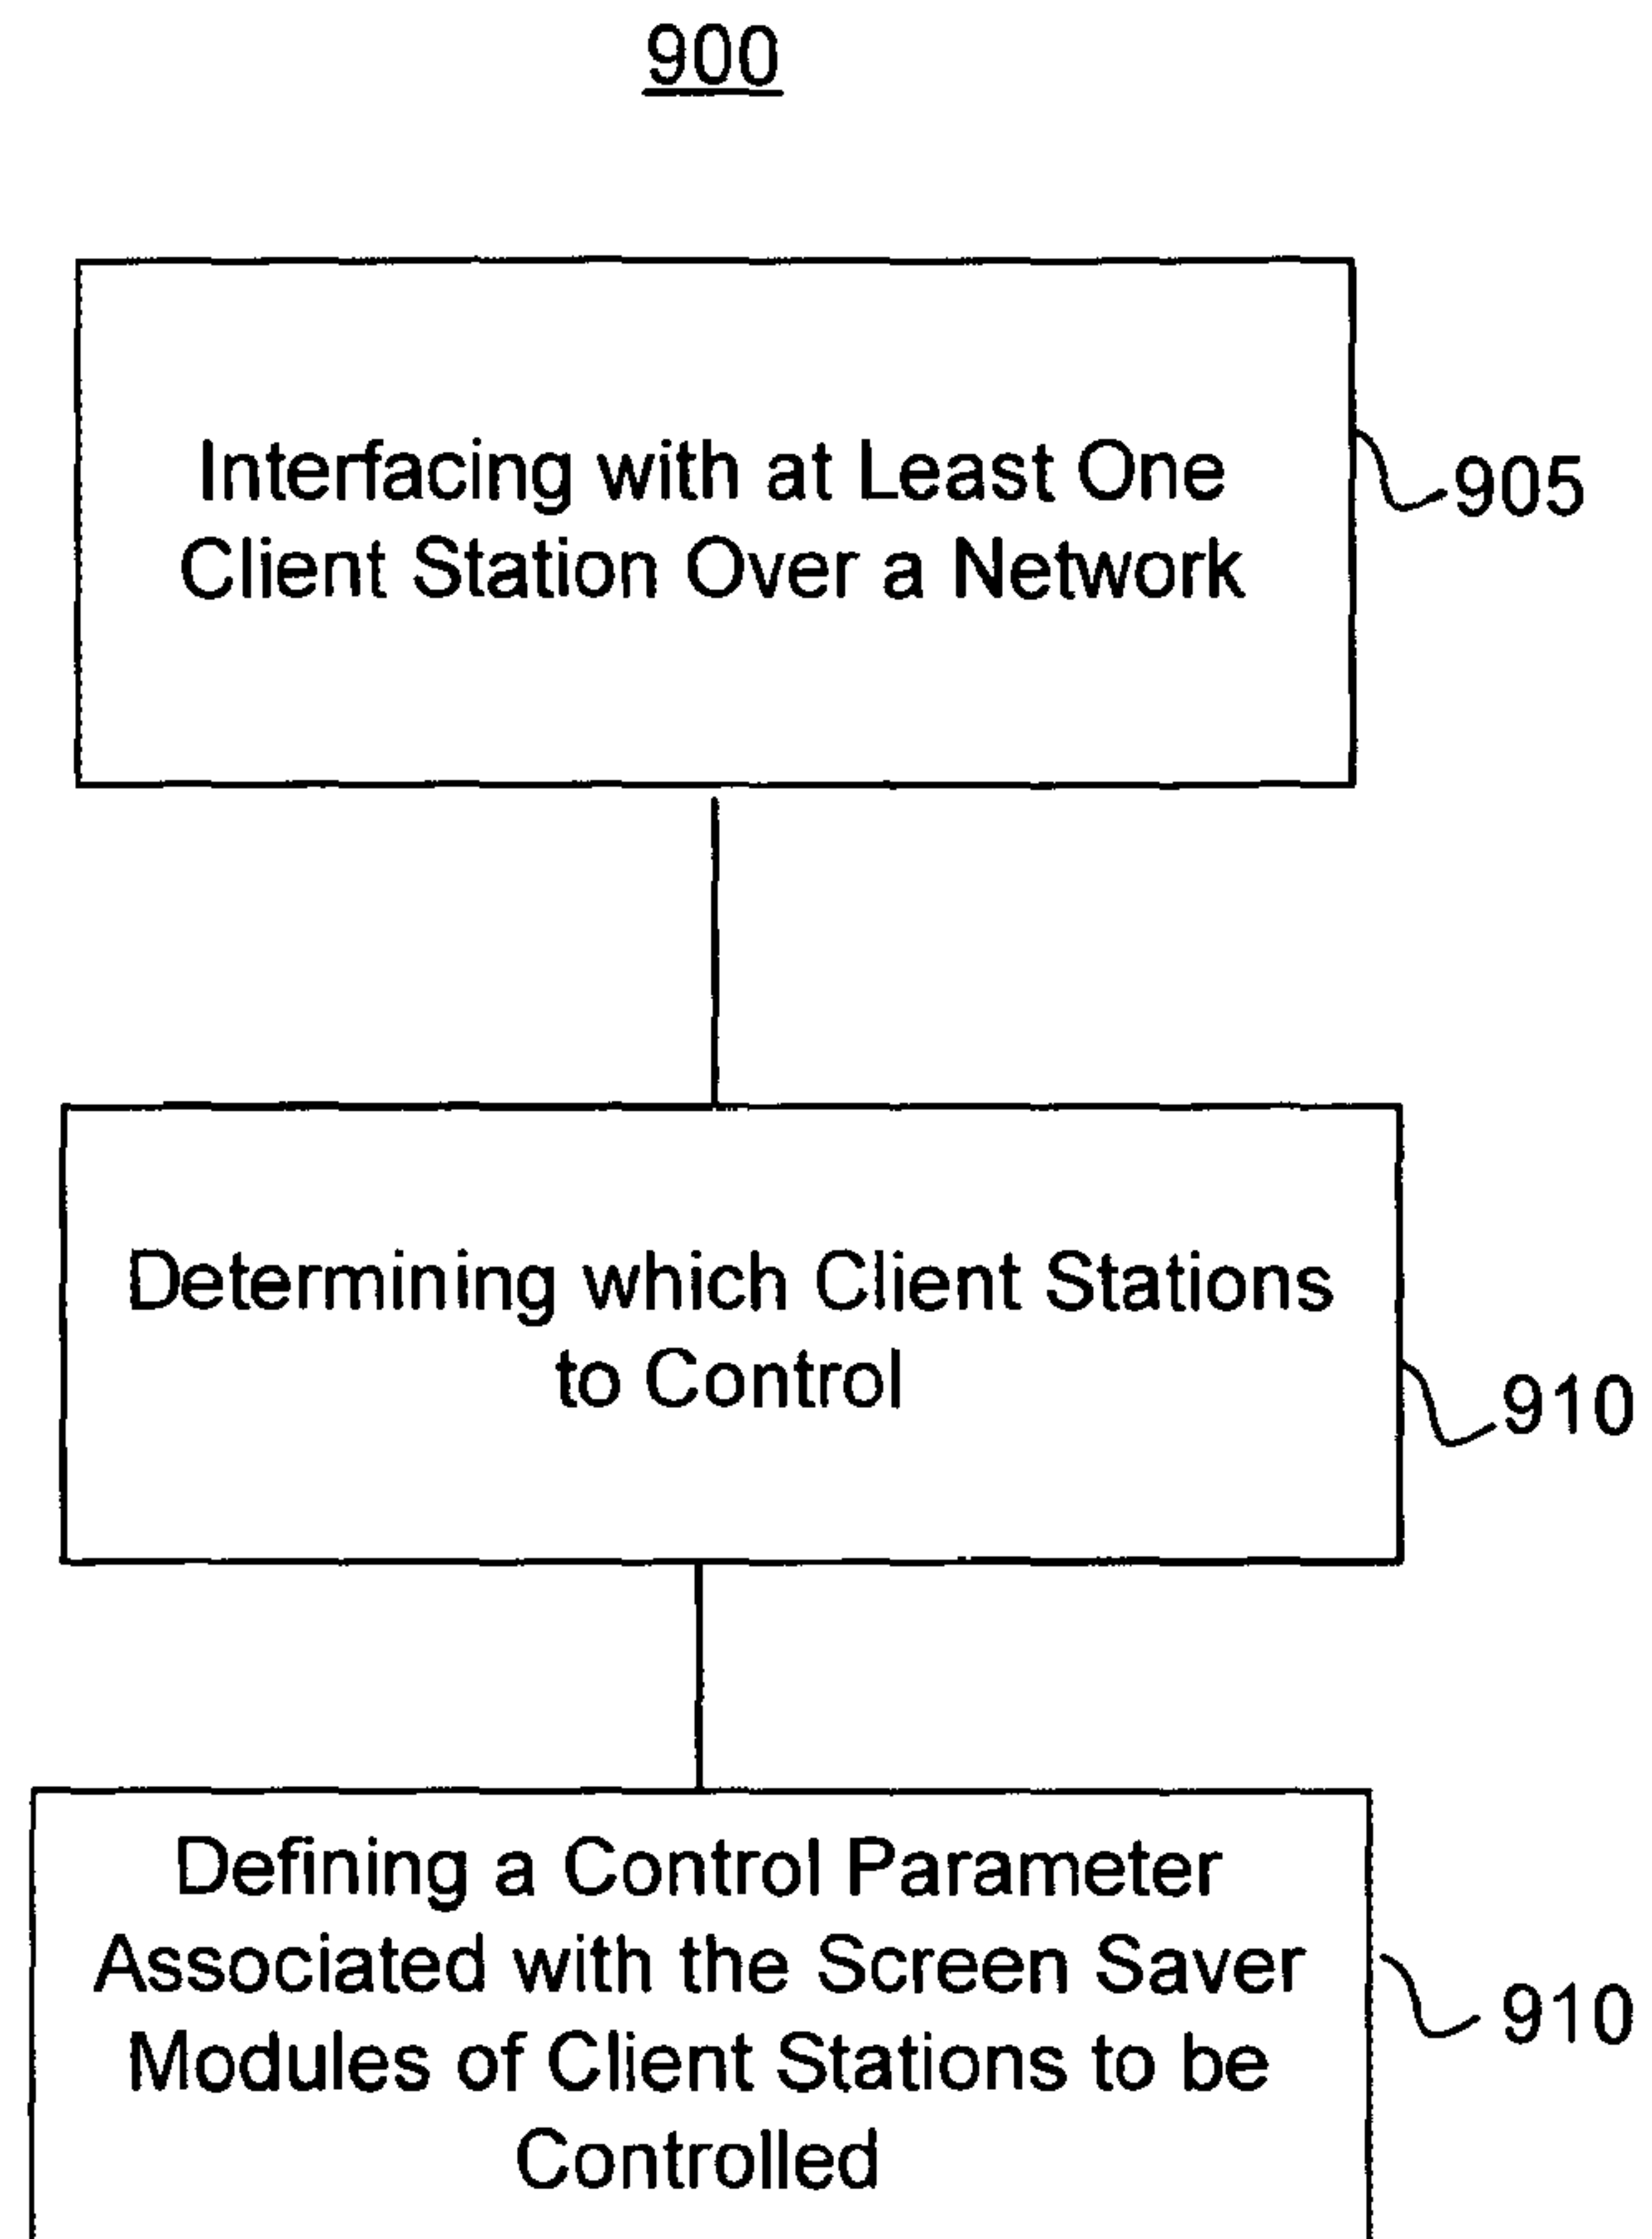 900
Interfacing with at Least One
Client Station Over a Network
905
Determining which Client Stations
to Control
910
Defining a Control Parameter
Associated with the Screen Saver
Modules of Client Stations to be
Controlled
910